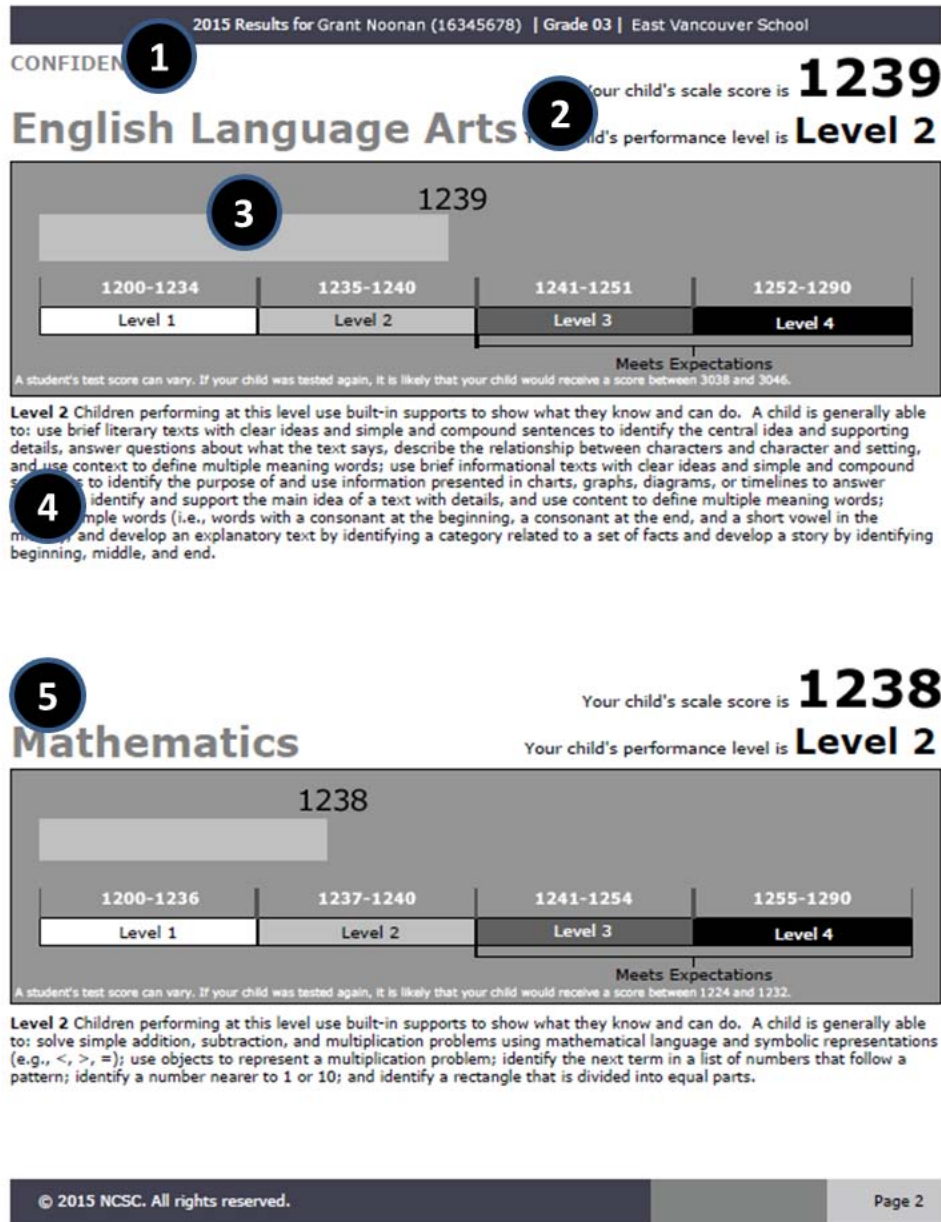 2015 Results for Grant Noonan (16345678) | Grade 03 | East Vancouver School
1
CONFIDEN
Your child's scale score is 1239
2
English Language Arts
child's performance level is Level 2
3
1239
1200-1234 1235-1240 1241-1251 1252-1290
Level 1 Level 2 Level 3 Level 4
Meets Expectations
A student's test score can vary. If your child was tested again, it is likely that your child would receive a score between 3038 and 3046.
Level 2 Children performing at this level use built-in supports to show what they know and can do. A child is generally able
to: use brief literary texts with clear ideas and simple and compound sentences to identify the central idea and supporting
details, answer questions about what the text says, describe the relationship between characters and character and setting,
and use context to define multiple meaning words; use brief informational texts with clear ideas and simple and compound
to identify the purpose of and use information presented in charts, graphs, diagrams, or timelines to answer
4
identify and support the main idea of a text with details, and use content to define multiple meaning words;
simple words (i.e., words with a consonant at the beginning, a consonant at the end, and a short vowel in the
and develop an explanatory text by identifying a category related to a set of facts and develop a story by identifying
beginning, middle, and end.
5
Your child's scale score is 1238
Mathematics
Your child's performance level is Level 2
1238
1200-1236 1237-1240 1241-1254 1255-1290
Level 1 Level 2 Level 3 Level 4
Meets Expectations
A student's test score can vary. If your child was tested again, it is likely that your child would receive a score between 1224 and 1232.
Level 2 Children performing at this level use built-in supports to show what they know and can do. A child is generally able
to: solve simple addition, subtraction, and multiplication problems using mathematical language and symbolic representations
(e.g., <, >, =); use objects to represent a multiplication problem; identify the next term in a list of numbers that follow a
pattern; identify a number nearer to 1 or 10; and identify a rectangle that is divided into equal parts.
© 2015 NCSC. All rights reserved.
Page 2